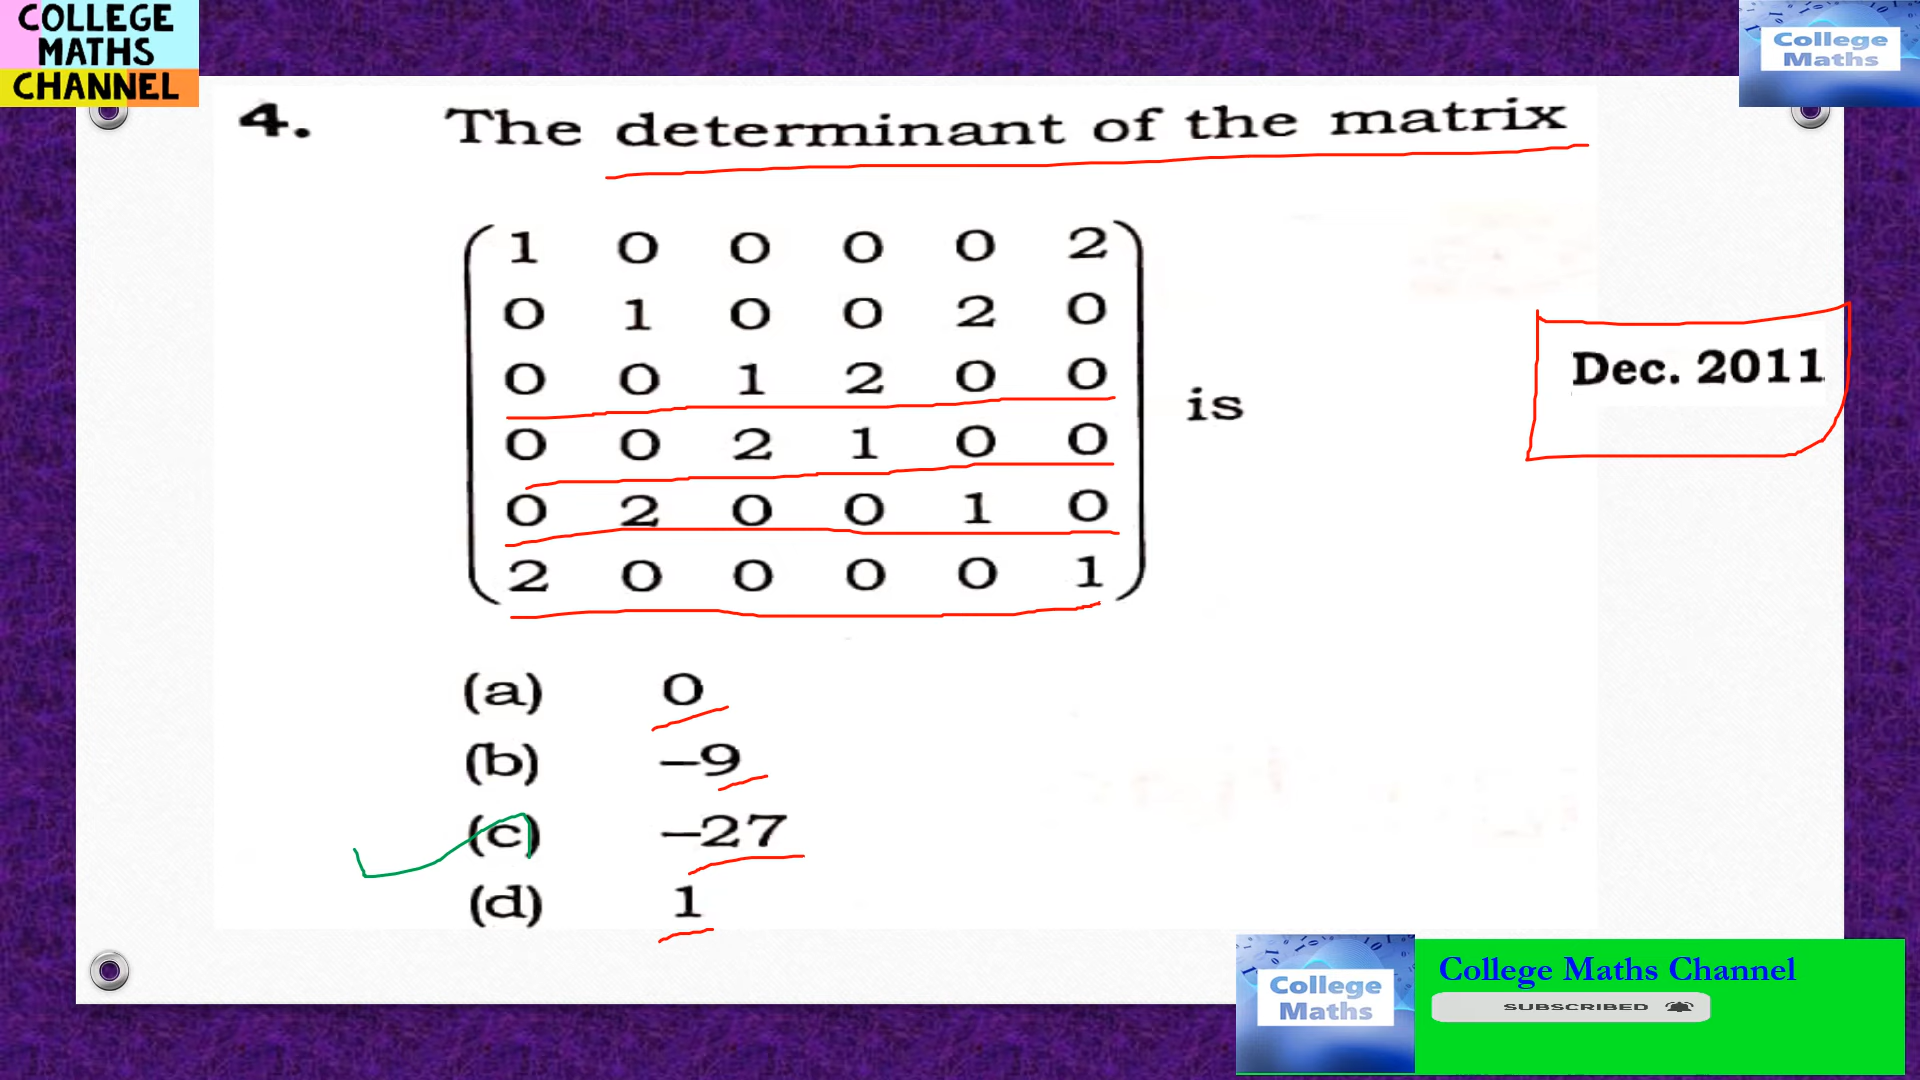 COLLEGE
MATHS
CHANNEL
College
Maths
4. The determinant of the matrix
1 0 0 0 0 2
0 1 0 0 2 0
0 0 1 2 0 0
is
0 0 2 1 0 0
0 2 0 0 1 0
2 0 0 0 0 1
Dec. 2011
(a) 0
(b) –9
(c) –27
(d) 1
College
Maths
College Maths Channel
SUBSCRIBED